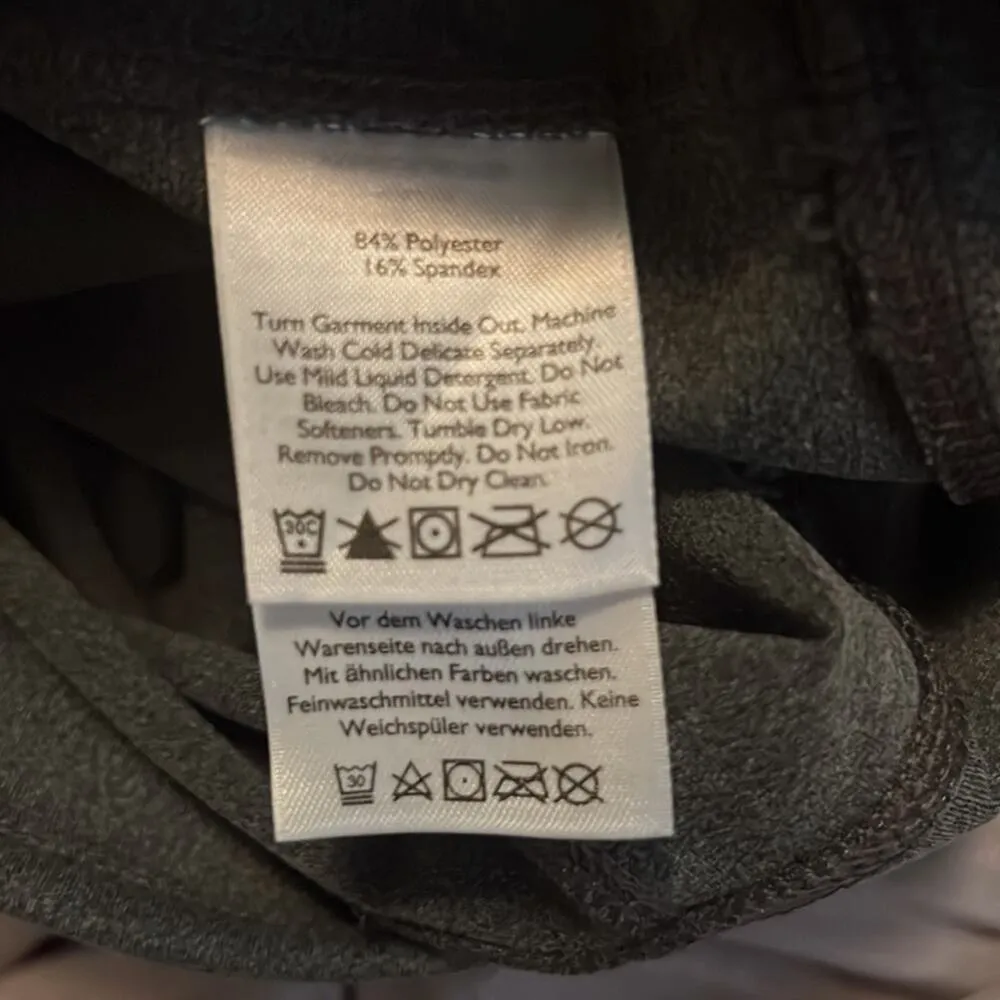 84% Polyester
16% Spandex
Turn Garment Inside Out. Machine
Wash Cold Delicate Separately.
Use Mild Liquid Detergent. Do Not
Bleach. Do Not Use Fabric
Softeners. Tumble Dry Low.
Remove Promptly. Do Not Iron.
Do Not Dry Clean.
30C
Vor dem Waschen linke
Warenseite nach außen drehen.
Mit ähnlichen Farben waschen.
Feinwaschmittel verwenden. Keine
Weichspüler verwenden.
30